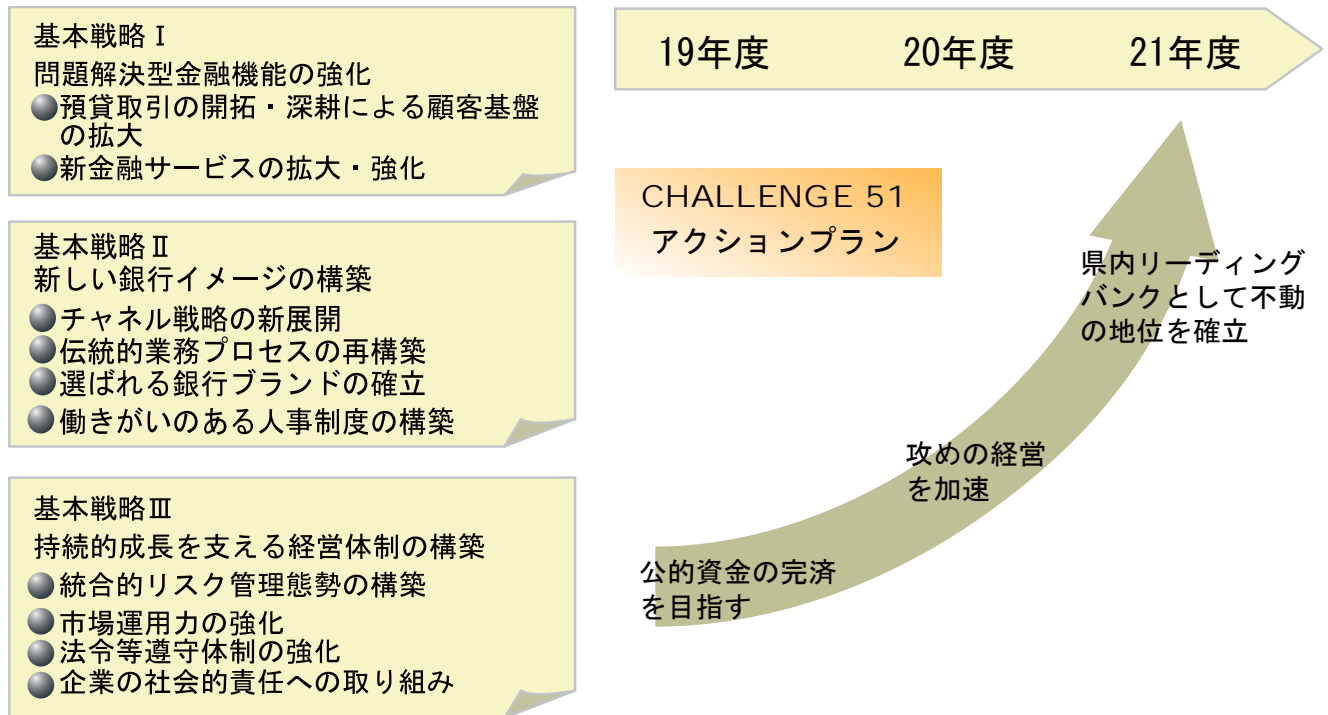 基本戦略Ⅰ
問題解決型金融機能の強化
預貸取引の開拓・深耕による顧客基盤
の拡大
新金融サービスの拡大・強化
基本戦略Ⅱ
新しい銀行イメージの構築
チャネル戦略の新展開
伝統的業務プロセスの再構築
選ばれる銀行ブランドの確立
働きがいのある人事制度の構築
基本戦略Ⅲ
持続的成長を支える経営体制の構築
統合的リスク管理態勢の構築
市場運用力の強化
法令等遵守体制の強化
企業の社会的責任への取り組み
19年度 20年度 21年度
CHALLENGE 51
アクションプラン
県内リーディング
バンクとして不動
の地位を確立
攻めの経営
を加速
公的資金の完済
を目指す